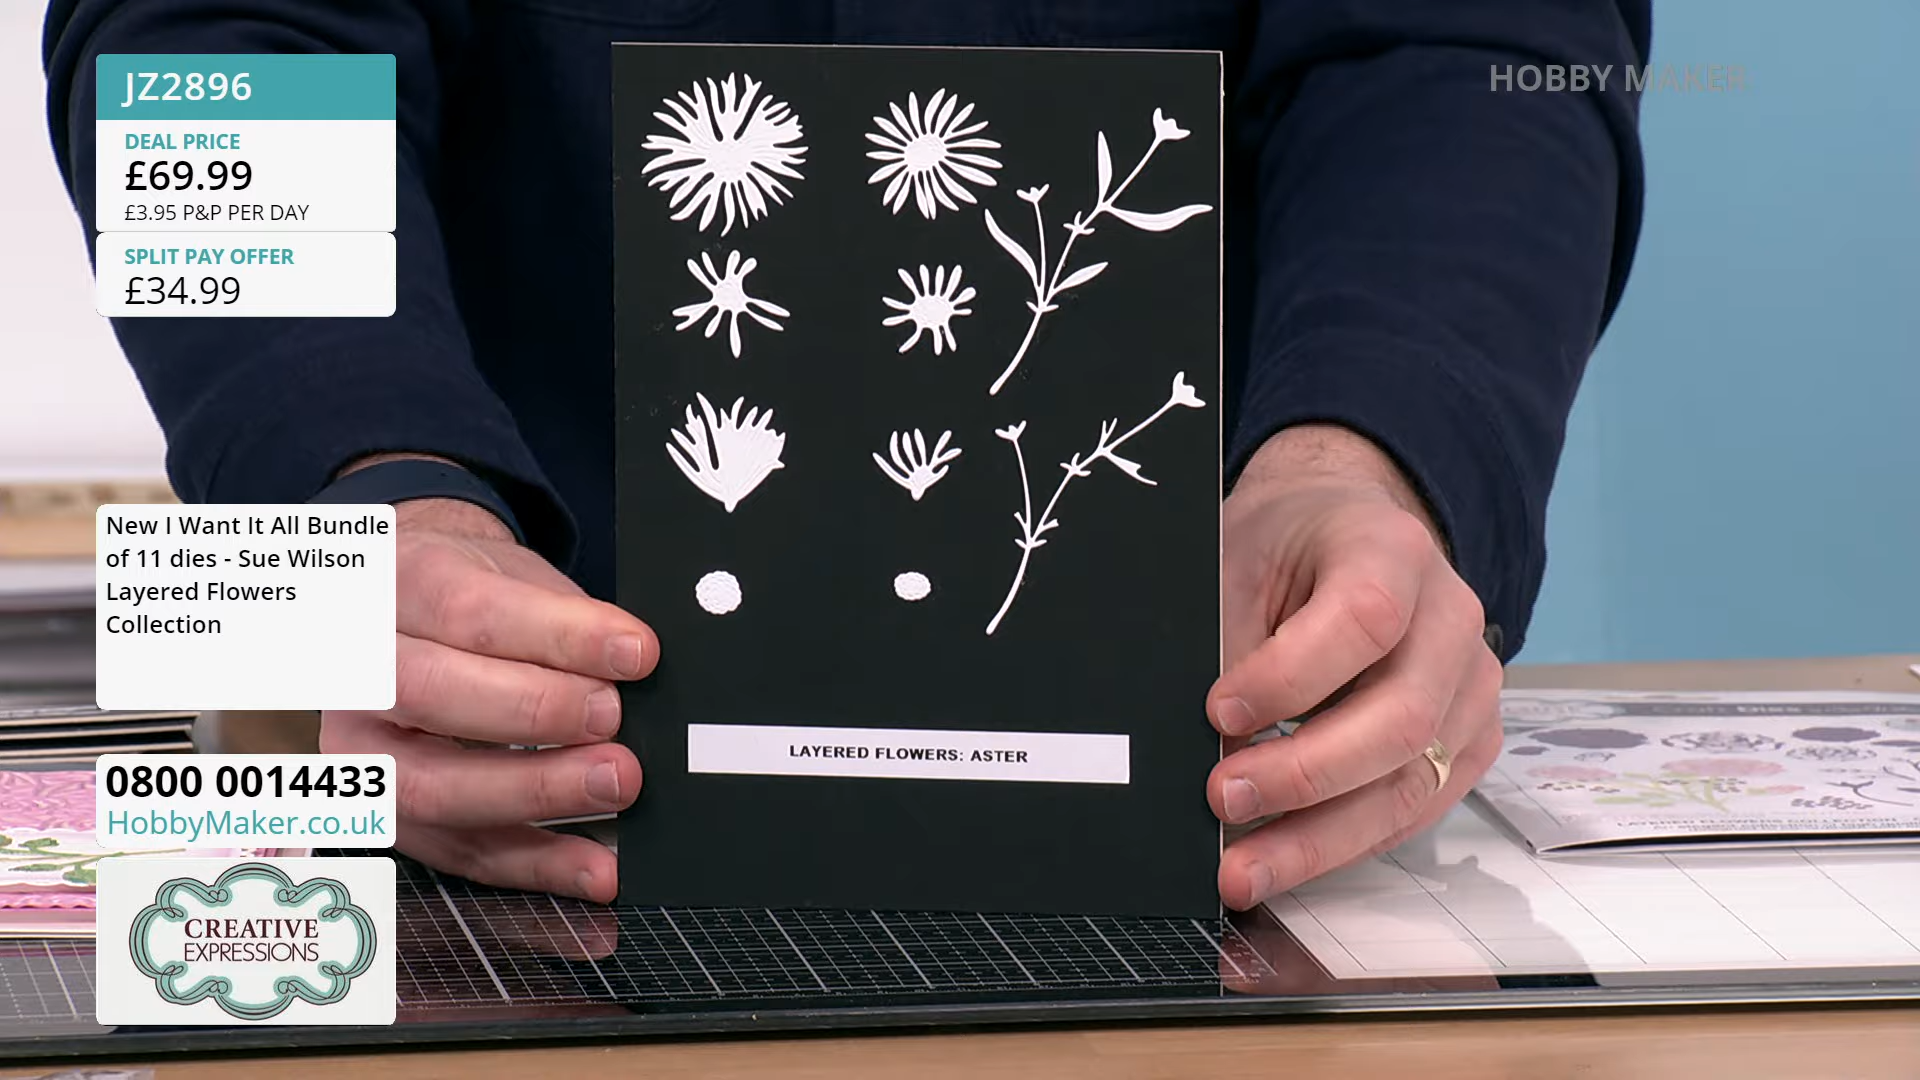 JZ2896
DEAL PRICE
£69.99
£3.95 P&P PER DAY
SPLIT PAY OFFER
£34.99
HOBBY MAKER
New I Want It All Bundle
of 11 dies - Sue Wilson
Layered Flowers
Collection
LAYERED FLOWERS: ASTER
0800 0014433
HobbyMaker.co.uk
CREATIVE
EXPRESSIONS